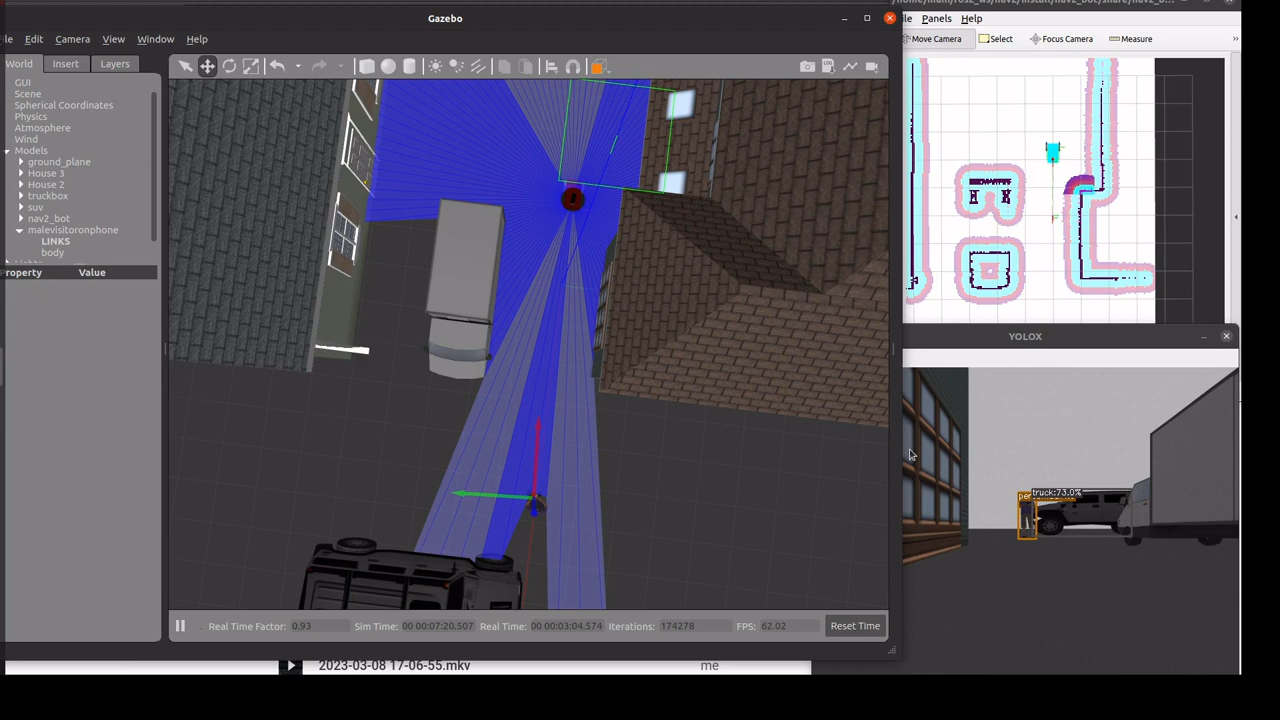 Gazebo
Edit Camera View Window Help
World Insert Layers
GUI
Scene
Spherical Coordinates
Physics
Atmosphere
Wind
Models
ground_plane
House 3
House 2
truckbox
suv
nav2_bot
malevisitoronphone
LINKS
body
Property Value
Real Time Factor: 0.93 Sim Time: 00 00:07:20.507 Real Time: 00 00:03:04.574 Iterations: 174278 FPS: 62.02 Reset Time
2023-03-08 17-06-55.mkv me
Panels Help
Move Camera Select Focus Camera Measure
YOLOX
truck:73.0%